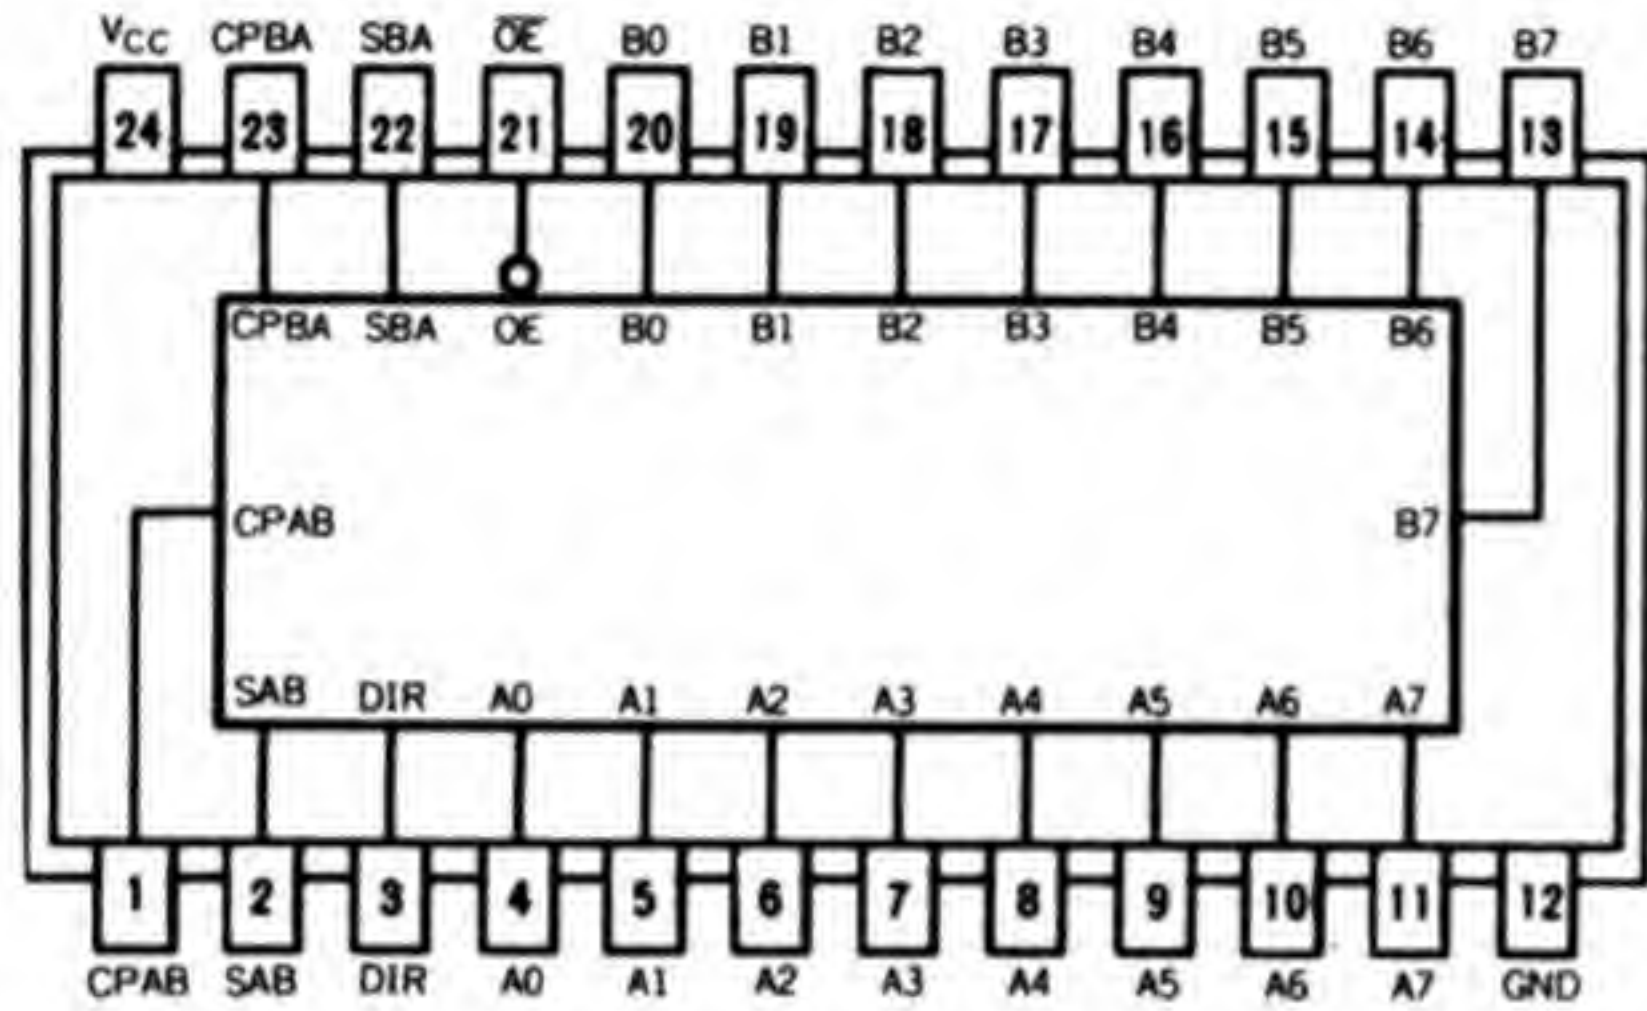 VCC CPBA SBA O̅E̅ B0 B1 B2 B3 B4 B5 B6 B7
24 23 22 21 20 19 18 17 16 15 14 13
CPBA SBA OE B0 B1 B2 B3 B4 B5 B6
CPAB B7
SAB DIR A0 A1 A2 A3 A4 A5 A6 A7
1 2 3 4 5 6 7 8 9 10 11 12
CPAB SAB DIR A0 A1 A2 A3 A4 A5 A6 A7 GND